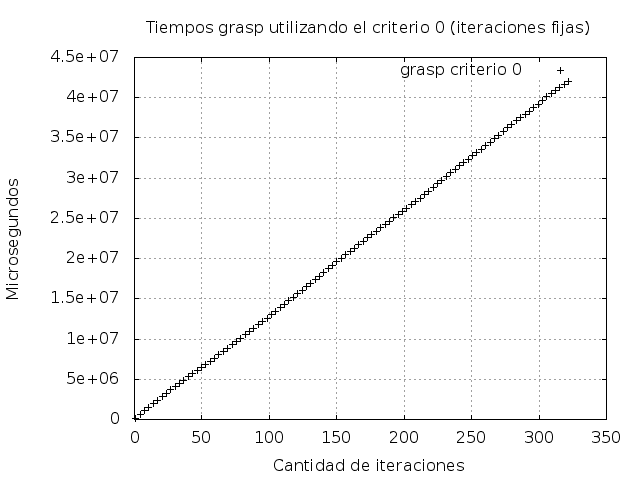 Tiempos grasp utilizando el criterio 0 (iteraciones fijas)
grasp criterio 0
4.5e+07
4e+07
3.5e+07
3e+07
2.5e+07
2e+07
1.5e+07
1e+07
5e+06
0
Microsegundos
0 50 100 150 200 250 300 350
Cantidad de iteraciones